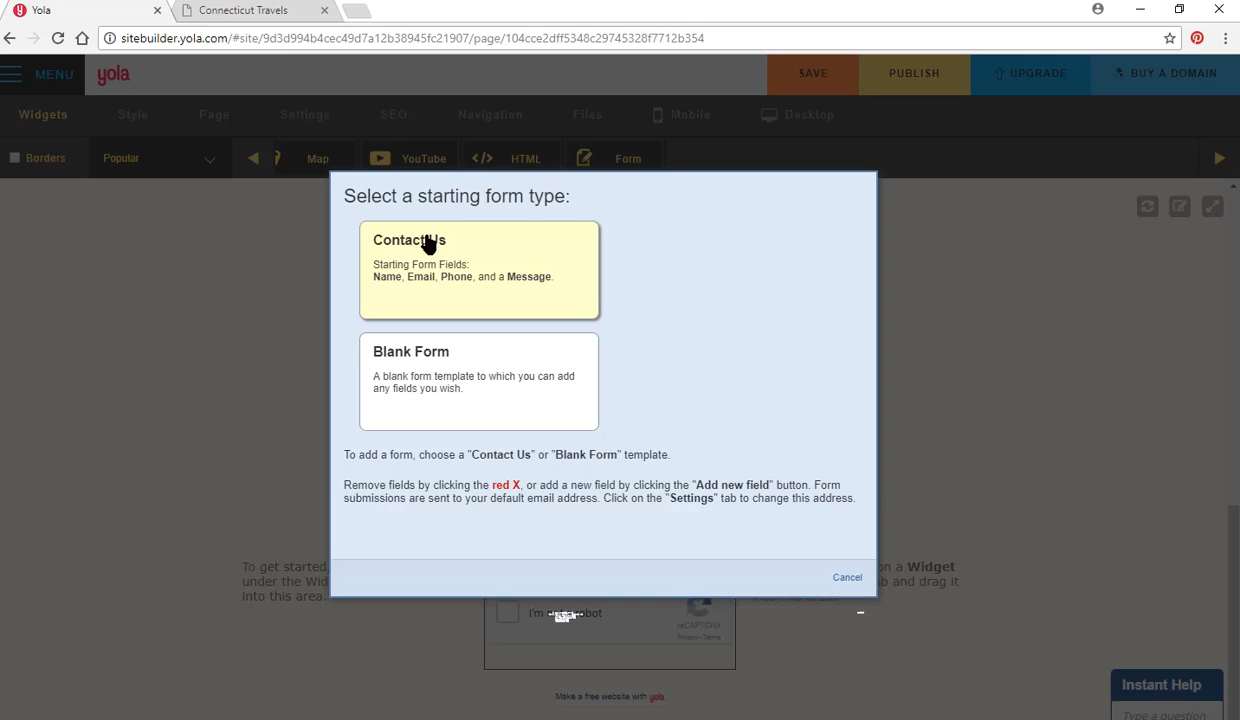 Yola
Connecticut Travels
sitebuilder.yola.com/#site/9d3d994b4cec49d7a12b38945fc21907/page/104cce2dff5348c29745328f7712b354
MENU
yola
SAVE
PUBLISH
UPGRADE
BUY A DOMAIN
Widgets
Style
Page
Settings
SEO
Navigation
Files
Mobile
Desktop
Borders
Popular
Map
YouTube
HTML
Form
Select a starting form type:
Contact Us
Starting Form Fields:
Name, Email, Phone, and a Message.
Blank Form
A blank form template to which you can add
any fields you wish.
To add a form, choose a "Contact Us" or "Blank Form" template.
Remove fields by clicking the red X, or add a new field by clicking the "Add new field" button. Form
submissions are sent to your default email address. Click on the "Settings" tab to change this address.
Cancel
To get started, on a Widget
under the Wid and drag it
into this area.
I'm robot
reCAPTCHA
Privacy - Terms
Make a free website with yola
Instant Help
Type a question